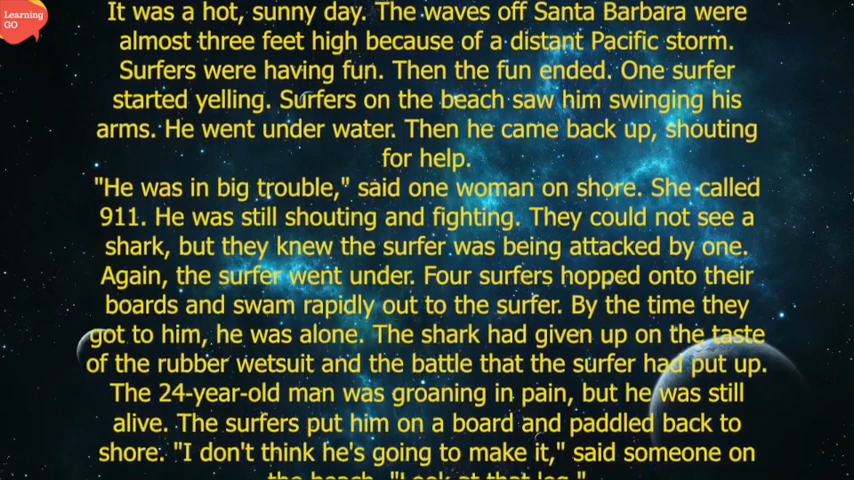 Learning
GO
It was a hot, sunny day. The waves off Santa Barbara were
almost three feet high because of a distant Pacific storm.
Surfers were having fun. Then the fun ended. One surfer
started yelling. Surfers on the beach saw him swinging his
arms. He went under water. Then he came back up, shouting
for help.
"He was in big trouble," said one woman on shore. She called
911. He was still shouting and fighting. They could not see a
shark, but they knew the surfer was being attacked by one.
Again, the surfer went under. Four surfers hopped onto their
boards and swam rapidly out to the surfer. By the time they
got to him, he was alone. The shark had given up on the taste
of the rubber wetsuit and the battle that the surfer had put up.
The 24-year-old man was groaning in pain, but he was still
alive. The surfers put him on a board and paddled back to
shore. "I don't think he's going to make it," said someone on
the beach. "Look at that leg."